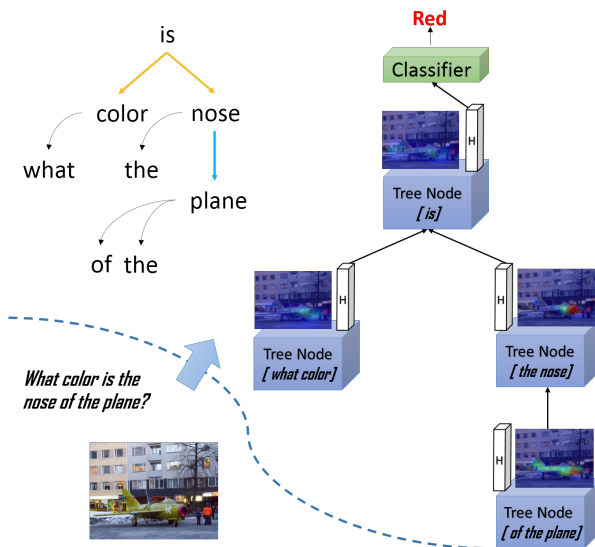 is
color
nose
what
the
plane
of the
What color is the
nose of the plane?
Red
Classifier
H
Tree Node
[ is]
H
Tree Node
[ what color]
H
Tree Node
[ the nose]
H
Tree Node
[ of the plane]